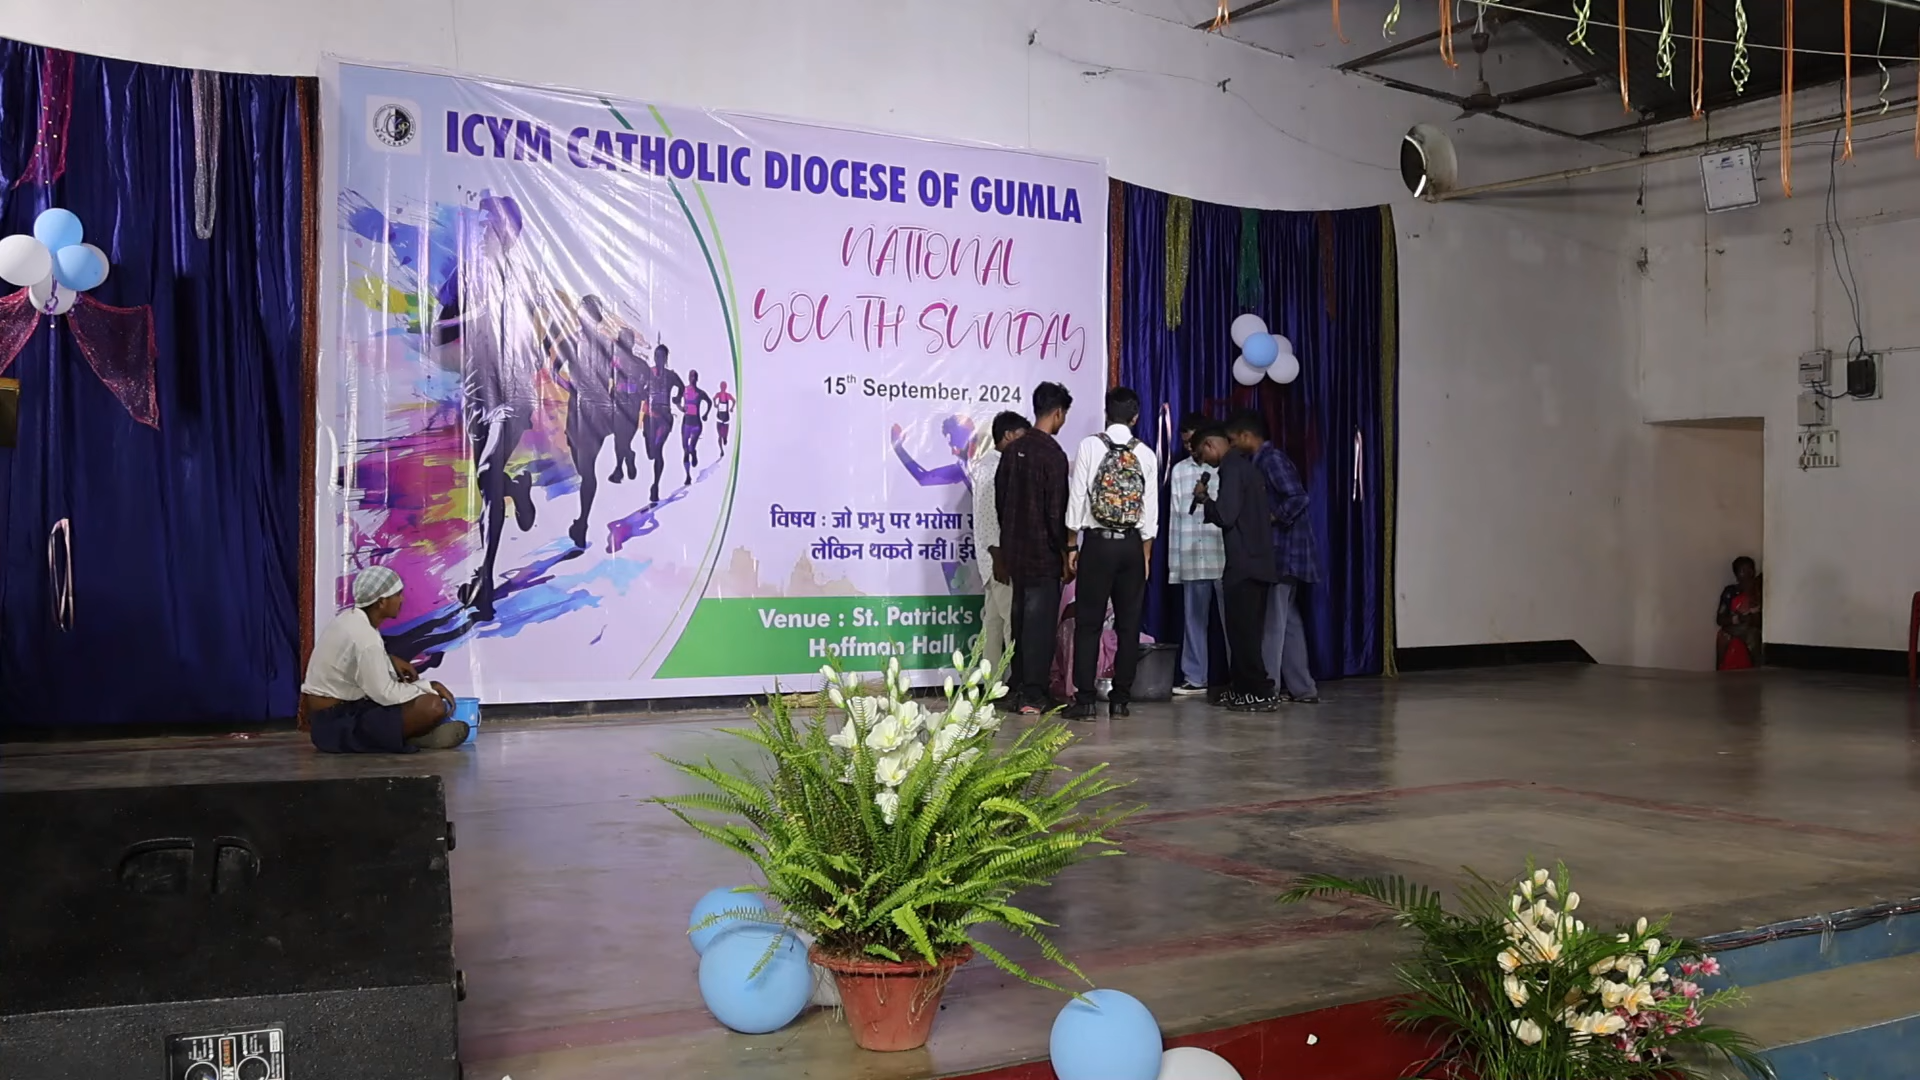 ICYM CATHOLIC DIOCESE OF GUMLA
NATIONAL
YOUTH SUNDAY
15th September, 2024
विषय : जो प्रभु पर भरोसा
लेकिन थकते नहीं।
Venue : St. Patrick's
Hoffman Hall,